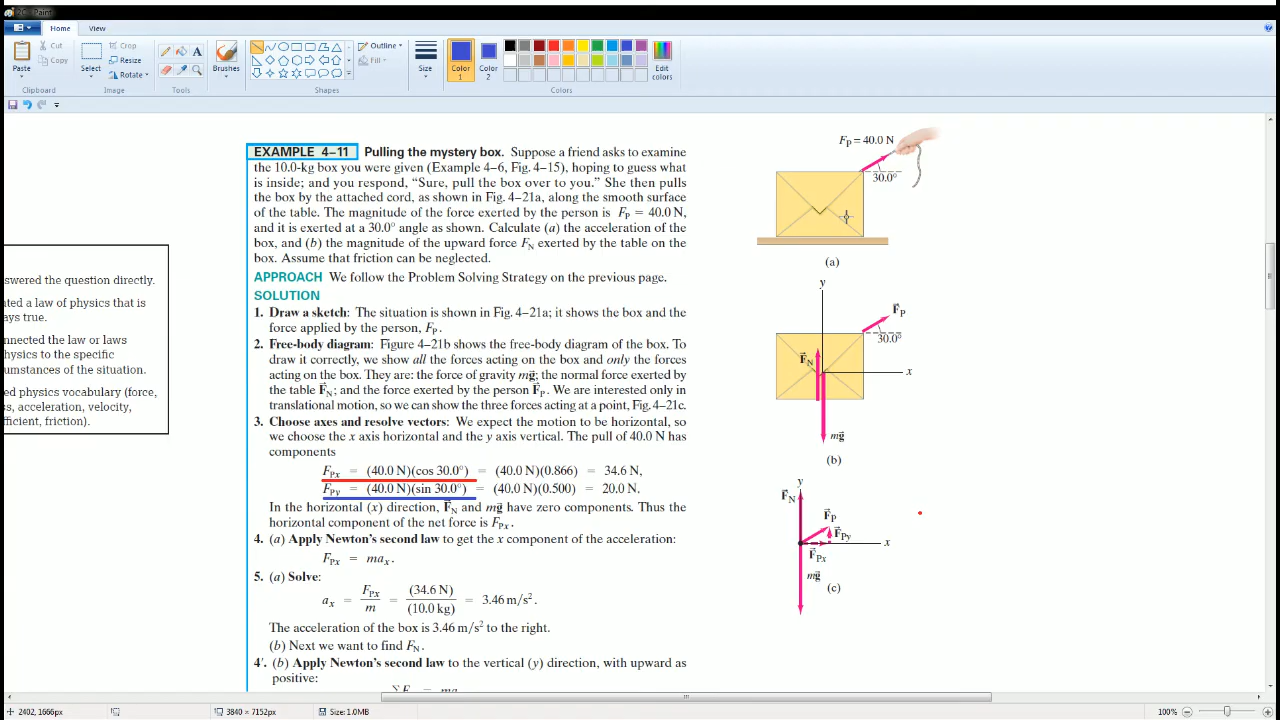 2C - Paint
Home
View
Paste
Cut
Copy
Clipboard
Select
Crop
Resize
Rotate
Image
Tools
Brushes
Shapes
Outline
Fill
Size
Color
1
Color
2
Edit
colors
Colors
swered the question directly.
ated a law of physics that is
ays true.
nnected the law or laws
hysics to the specific
umstances of the situation.
ed physics vocabulary (force,
ss, acceleration, velocity,
fficient, friction).
EXAMPLE 4–11 Pulling the mystery box. Suppose a friend asks to examine
the 10.0-kg box you were given (Example 4–6, Fig. 4–15), hoping to guess what
is inside; and you respond, “Sure, pull the box over to you.” She then pulls
the box by the attached cord, as shown in Fig. 4–21a, along the smooth surface
of the table. The magnitude of the force exerted by the person is FP = 40.0 N,
and it is exerted at a 30.0° angle as shown. Calculate (a) the acceleration of the
box, and (b) the magnitude of the upward force FN exerted by the table on the
box. Assume that friction can be neglected.
APPROACH We follow the Problem Solving Strategy on the previous page.
SOLUTION
1. Draw a sketch: The situation is shown in Fig. 4–21a; it shows the box and the
force applied by the person, FP.
2. Free-body diagram: Figure 4–21b shows the free-body diagram of the box. To
draw it correctly, we show all the forces acting on the box and only the forces
acting on the box. They are: the force of gravity mg⃗; the normal force exerted by
the table F⃗N; and the force exerted by the person F⃗P. We are interested only in
translational motion, so we can show the three forces acting at a point, Fig. 4–21c.
3. Choose axes and resolve vectors: We expect the motion to be horizontal, so
we choose the x axis horizontal and the y axis vertical. The pull of 40.0 N has
components
FPx = (40.0 N)(cos 30.0°) = (40.0 N)(0.866) = 34.6 N,
FPy = (40.0 N)(sin 30.0°) = (40.0 N)(0.500) = 20.0 N.
In the horizontal (x) direction, F⃗N and mg⃗ have zero components. Thus the
horizontal component of the net force is FPx.
4. (a) Apply Newton’s second law to get the x component of the acceleration:
FPx = max.
5. (a) Solve:
ax = FPx/m = (34.6 N)/(10.0 kg) = 3.46 m/s².
The acceleration of the box is 3.46 m/s² to the right.
(b) Next we want to find FN.
4′. (b) Apply Newton’s second law to the vertical (y) direction, with upward as
positive:
FP = 40.0 N
30.0°
(a)
y
F⃗P
30.0°
F⃗N
x
mg⃗
(b)
y
F⃗N
F⃗P
F⃗Py
x
F⃗Px
mg⃗
(c)
2402, 1666px
3840 × 7152px
Size: 1.0MB
100%